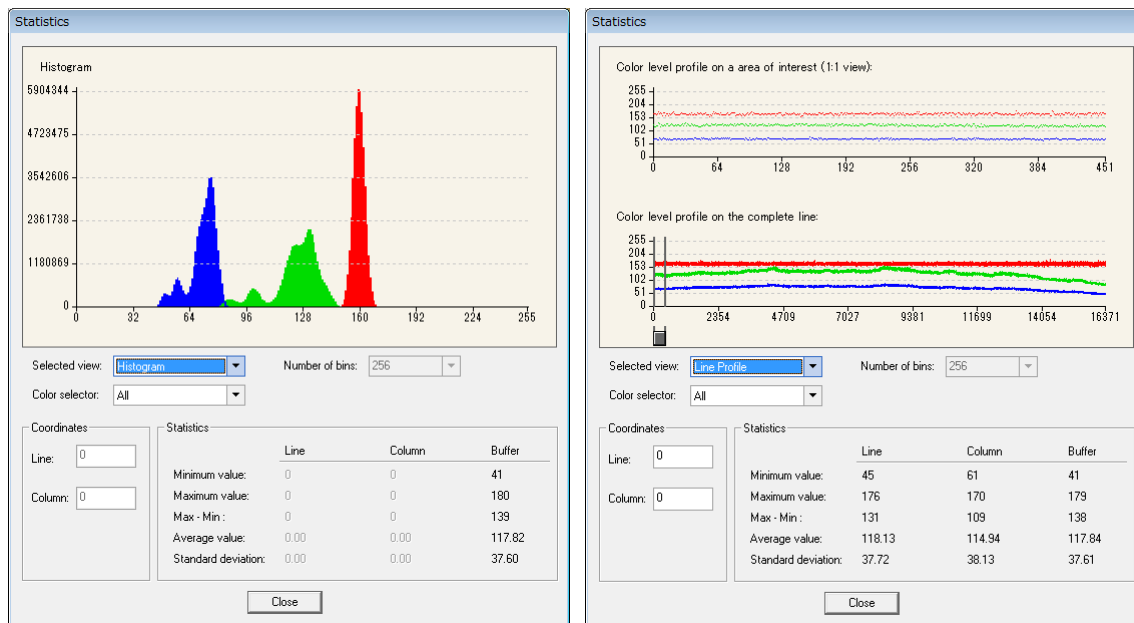 Statistics
Histogram
5904344
4723475
3542606
2361738
1180869
0
0 32 64 96 128 160 192 224 255
Selected view: Histogram Number of bins: 256
Color selector: All
Coordinates
Line: 0
Column: 0
Statistics
Line Column Buffer
Minimum value: 0 0 41
Maximum value: 0 0 180
Max - Min : 0 0 139
Average value: 0.00 0.00 117.82
Standard deviation: 0.00 0.00 37.60
Close
Statistics
Color level profile on a area of interest (1:1 view):
255
204
153
102
51
0
0 64 128 192 256 320 384 451
Color level profile on the complete line:
255
204
153
102
51
0
0 2354 4709 7027 9381 11699 14054 16371
Selected view: Line Profile Number of bins: 256
Color selector: All
Coordinates
Line: 0
Column: 0
Statistics
Line Column Buffer
Minimum value: 45 61 41
Maximum value: 176 170 179
Max - Min : 131 109 138
Average value: 118.13 114.94 117.84
Standard deviation: 37.72 38.13 37.61
Close